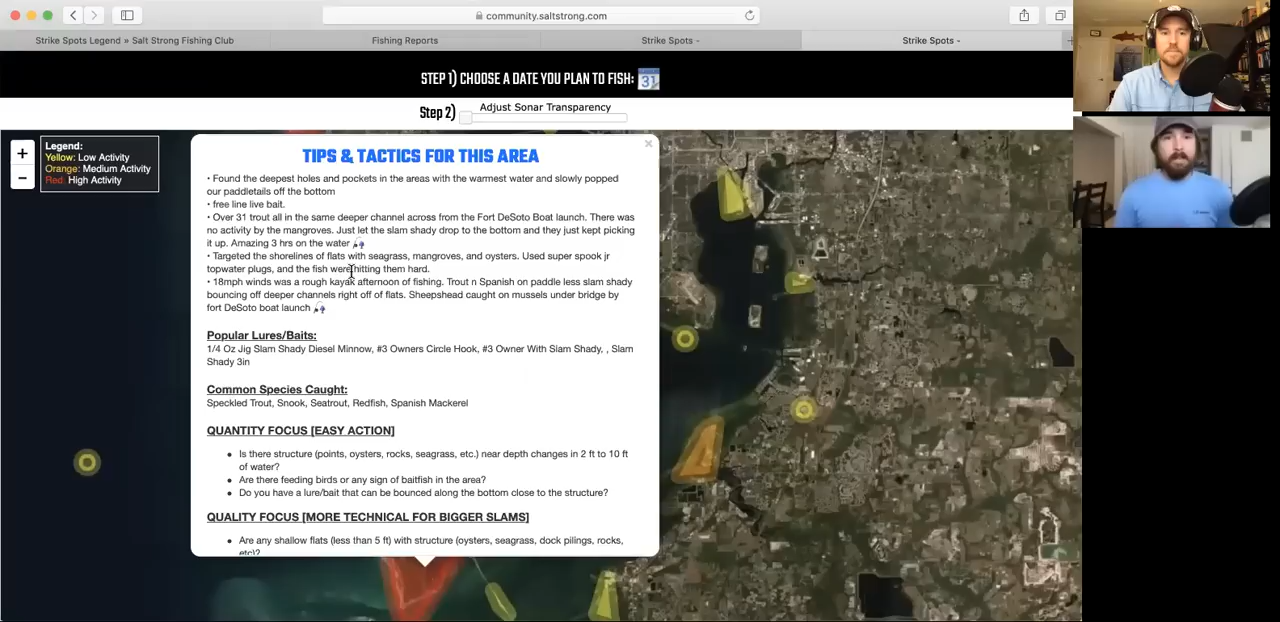 community.saltstrong.com
Strike Spots Legend » Salt Strong Fishing Club
Fishing Reports
Strike Spots -
Strike Spots -
STEP 1) CHOOSE A DATE YOU PLAN TO FISH:
31
Step 2)
Adjust Sonar Transparency
+
−
Legend:
Yellow: Low Activity
Orange: Medium Activity
Red: High Activity
×
TIPS & TACTICS FOR THIS AREA
• Found the deepest holes and pockets in the areas with the warmest water and slowly popped
our paddletails off the bottom
• free line live bait.
• Over 31 trout all in the same deeper channel across from the Fort DeSoto Boat launch. There was
no activity by the mangroves. Just let the slam shady drop to the bottom and they just kept picking
it up. Amazing 3 hrs on the water
• Targeted the shorelines of flats with seagrass, mangroves, and oysters. Used super spook jr
topwater plugs, and the fish were hitting them hard.
• 18mph winds was a rough kayak afternoon of fishing. Trout n Spanish on paddle less slam shady
bouncing off deeper channels right off of flats. Sheepshead caught on mussels under bridge by
fort DeSoto boat launch
Popular Lures/Baits:
1/4 Oz Jig Slam Shady Diesel Minnow, #3 Owners Circle Hook, #3 Owner With Slam Shady, , Slam
Shady 3in
Common Species Caught:
Speckled Trout, Snook, Seatrout, Redfish, Spanish Mackerel
QUANTITY FOCUS [EASY ACTION]
• Is there structure (points, oysters, rocks, seagrass, etc.) near depth changes in 2 ft to 10 ft
of water?
• Are there feeding birds or any sign of baitfish in the area?
• Do you have a lure/bait that can be bounced along the bottom close to the structure?
QUALITY FOCUS [MORE TECHNICAL FOR BIGGER SLAMS]
• Are any shallow flats (less than 5 ft) with structure (oysters, seagrass, dock pilings, rocks,
etc)?